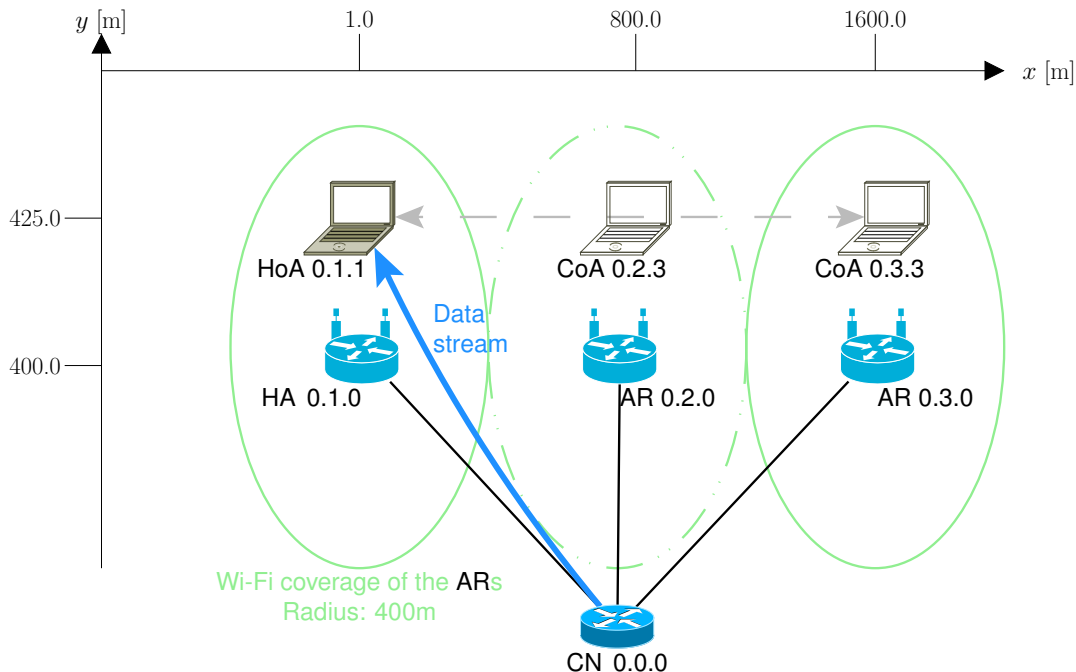 y [m]
1.0
800.0
1600.0
x [m]
425.0
HoA 0.1.1
CoA 0.2.3
CoA 0.3.3
Data
stream
400.0
HA 0.1.0
AR 0.2.0
AR 0.3.0
Wi-Fi coverage of the ARs
Radius: 400m
CN 0.0.0